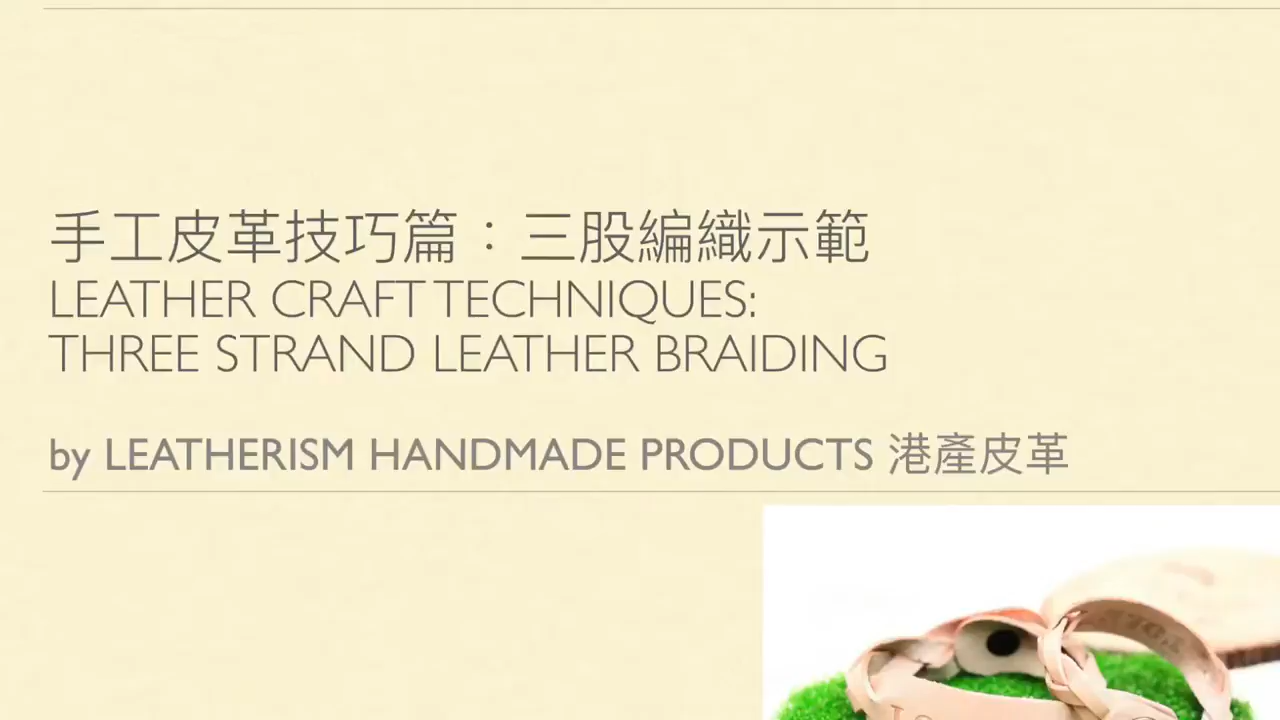 手工皮革技巧篇：三股編織示範
LEATHER CRAFT TECHNIQUES:
THREE STRAND LEATHER BRAIDING
by LEATHERISM HANDMADE PRODUCTS 港產皮革